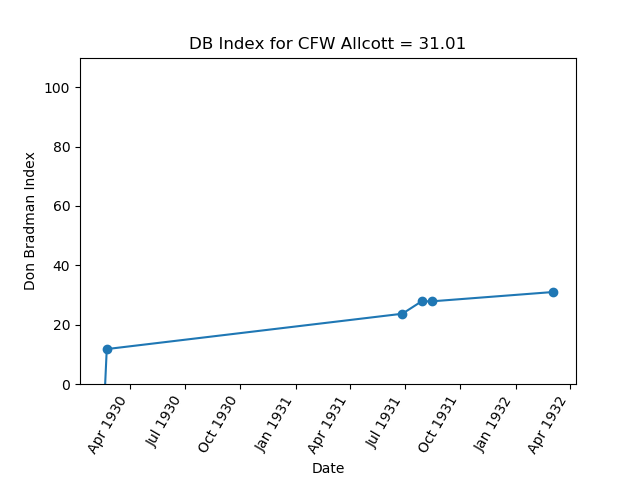 DB Index for CFW Allcott = 31.01
Don Bradman Index
100
80
60
40
20
0
Apr 1930
Jul 1930
Oct 1930
Jan 1931
Apr 1931
Jul 1931
Oct 1931
Jan 1932
Apr 1932
Date